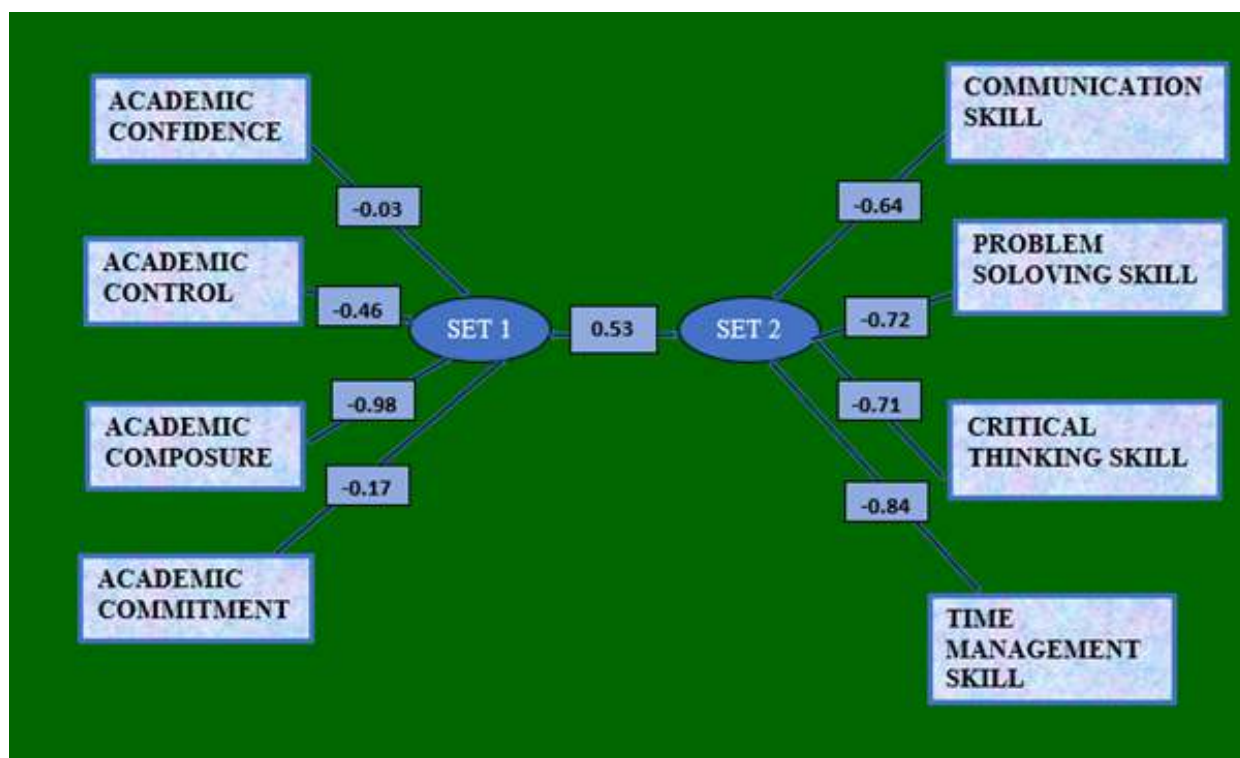 ACADEMIC
CONFIDENCE
-0.03
ACADEMIC
CONTROL
-0.46
ACADEMIC
COMPOSURE
-0.98
ACADEMIC
COMMITMENT
-0.17
SET 1
0.53
SET 2
COMMUNICATION
SKILL
-0.64
PROBLEM
SOLOVING SKILL
-0.72
CRITICAL
THINKING SKILL
-0.71
TIME
MANAGEMENT
SKILL
-0.84